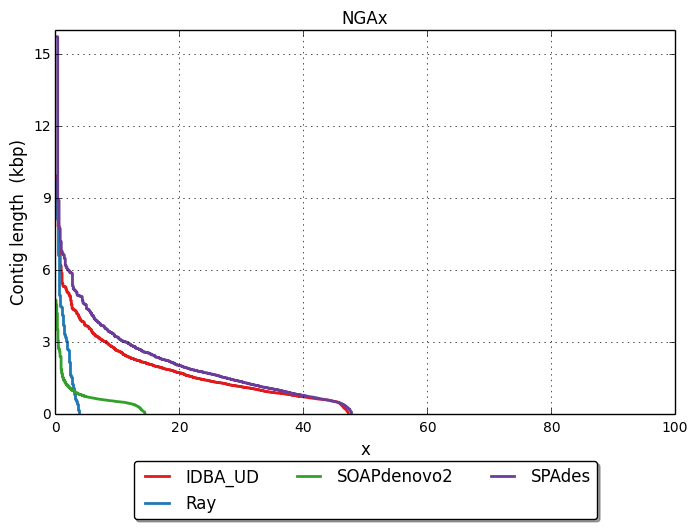 NGAx
15
12
9
6
3
0
Contig length (kbp)
0 20 40 60 80 100
x
IDBA_UD SOAPdenovo2 SPAdes
Ray